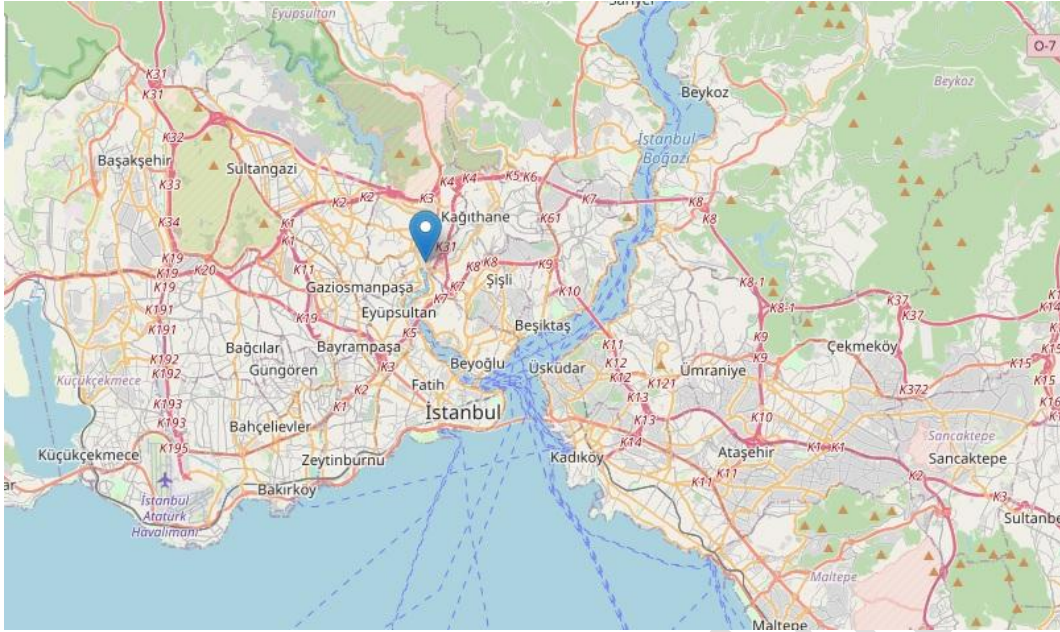 Sarıyer
Eyüpsultan
O-7
K31
K31
Beykoz
Beykoz
K32
İstanbul
Boğazı
Başakşehir
Sultangazi
K33
K4
K4
K5
K6
K2
K2
K3
K7
K8
K8
K34
K1
K1
Kağıthane
K61
K31
K19
K19
K20
K11
K8
K8
K9
K7
K7
Şişli
K10
K8-1
K8-1
K37
K37
Gaziosmanpaşa
K19
K191
K191
Eyüpsultan
Beşiktaş
K5
K9
K9
Bağcılar
Bayrampaşa
K11
Çekmeköy
K192
K192
Güngören
K3
Beyoğlu
Üsküdar
K12
K12
K121
Ümraniye
K15
K15
K15
Küçükçekmece
K2
Fatih
K13
K13
K372
K193
K193
K1
İstanbul
K10
K16
K195
Bahçelievler
K14
K1
K1
Sancaktepe
Küçükçekmece
Zeytinburnu
Kadıköy
Ataşehir
Sancaktepe
K11
K11
K2
K3
Bakırköy
İstanbul
Atatürk
Havalimanı
Maltepe
Maltepe